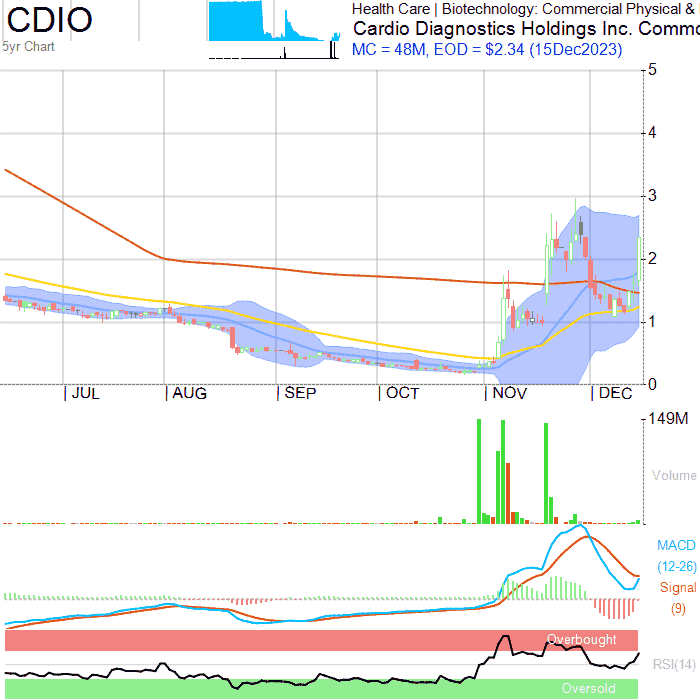 CDIO
5yr Chart
Health Care | Biotechnology: Commercial Physical &
Cardio Diagnostics Holdings Inc. Commo
MC = 48M, EOD = $2.34 (15Dec2023)
5
4
3
2
1
0
JUL AUG SEP OCT NOV DEC
149M
Volume
MACD
(12-26)
Signal
(9)
Overbought
RSI(14)
Oversold